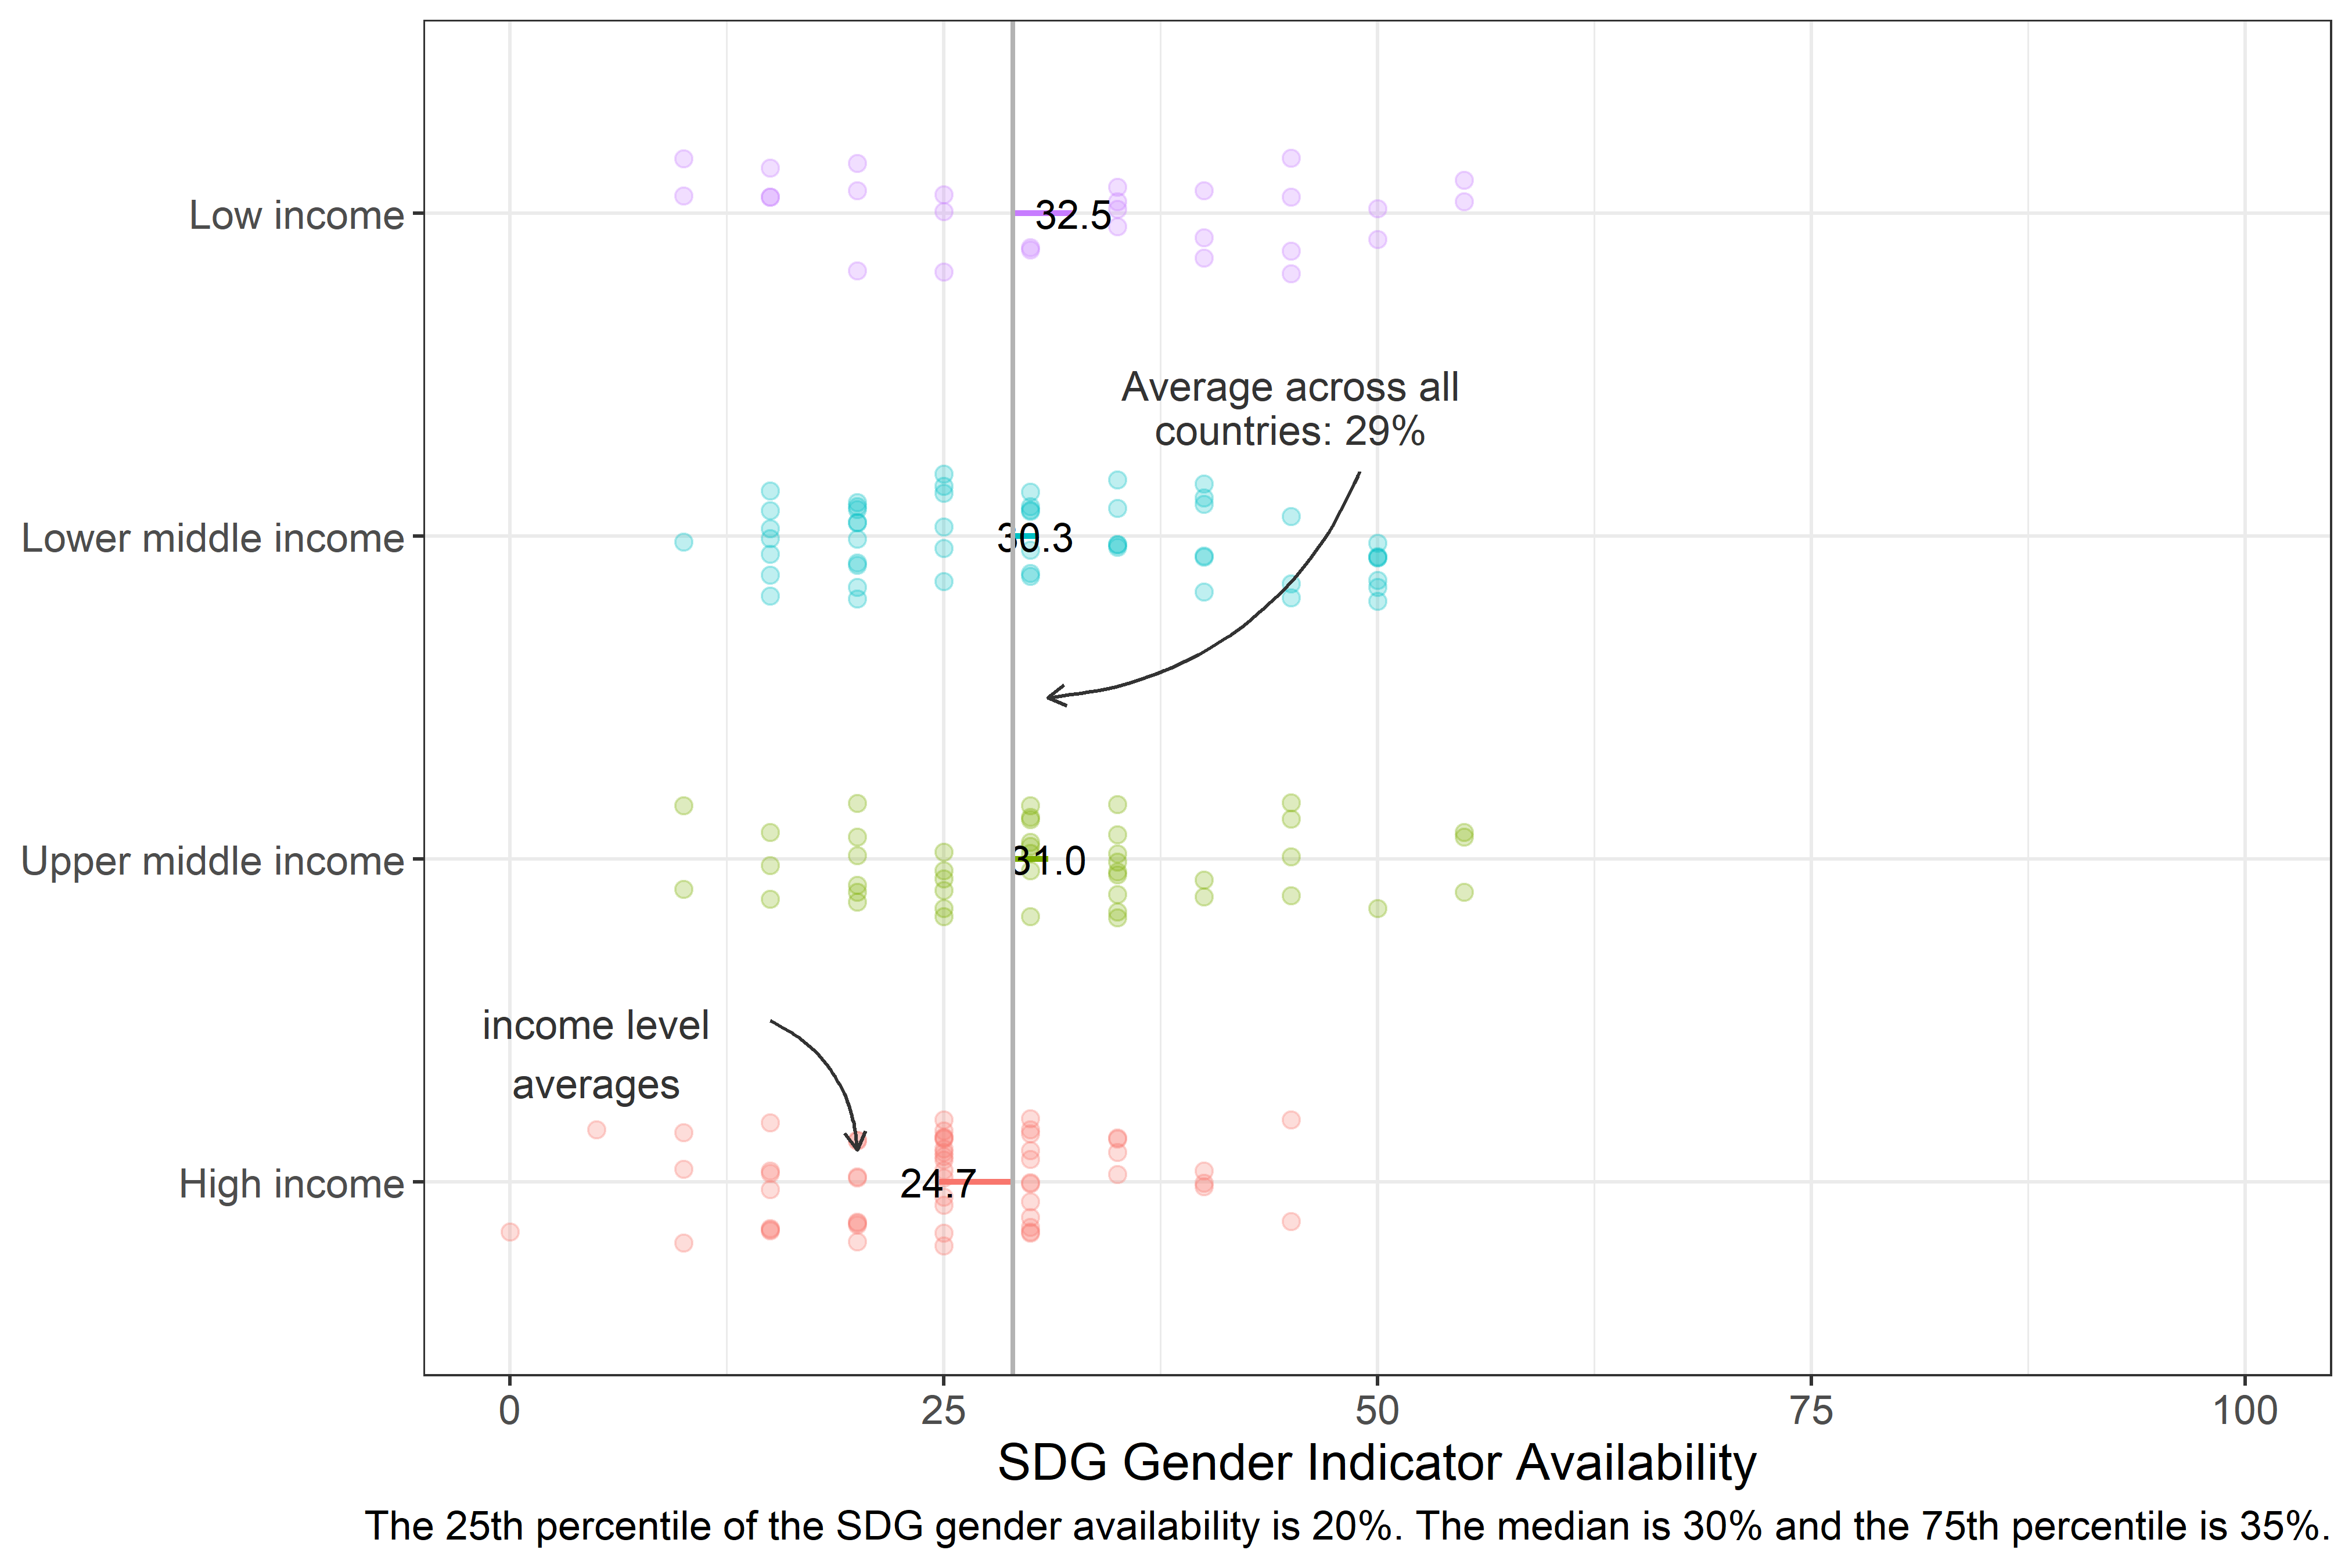 Low income
32.5
Average across all
countries: 29%
Lower middle income
30.3
Upper middle income
31.0
income level
averages
High income
24.7
0 25 50 75 100
SDG Gender Indicator Availability
The 25th percentile of the SDG gender availability is 20%. The median is 30% and the 75th percentile is 35%.